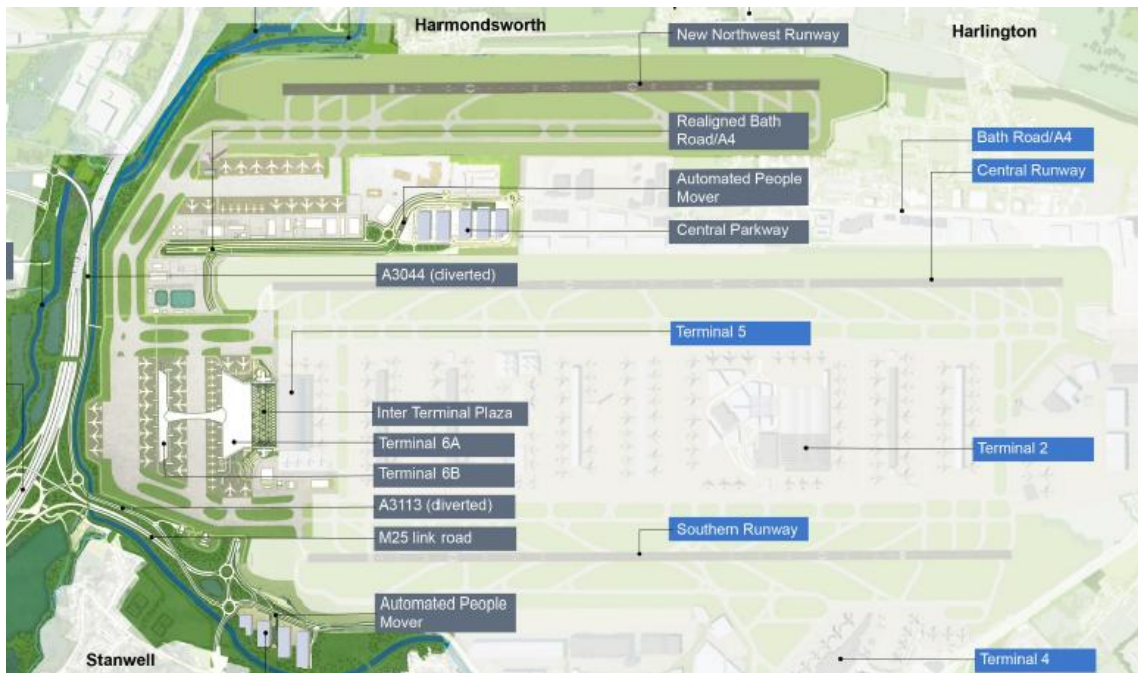 Harmondsworth
New Northwest Runway
Harlington
Realigned Bath
Road/A4
Bath Road/A4
Central Runway
Automated People
Mover
Central Parkway
A3044 (diverted)
Terminal 5
Inter Terminal Plaza
Terminal 6A
Terminal 6B
Terminal 2
A3113 (diverted)
M25 link road
Southern Runway
Automated People
Mover
Stanwell
Terminal 4